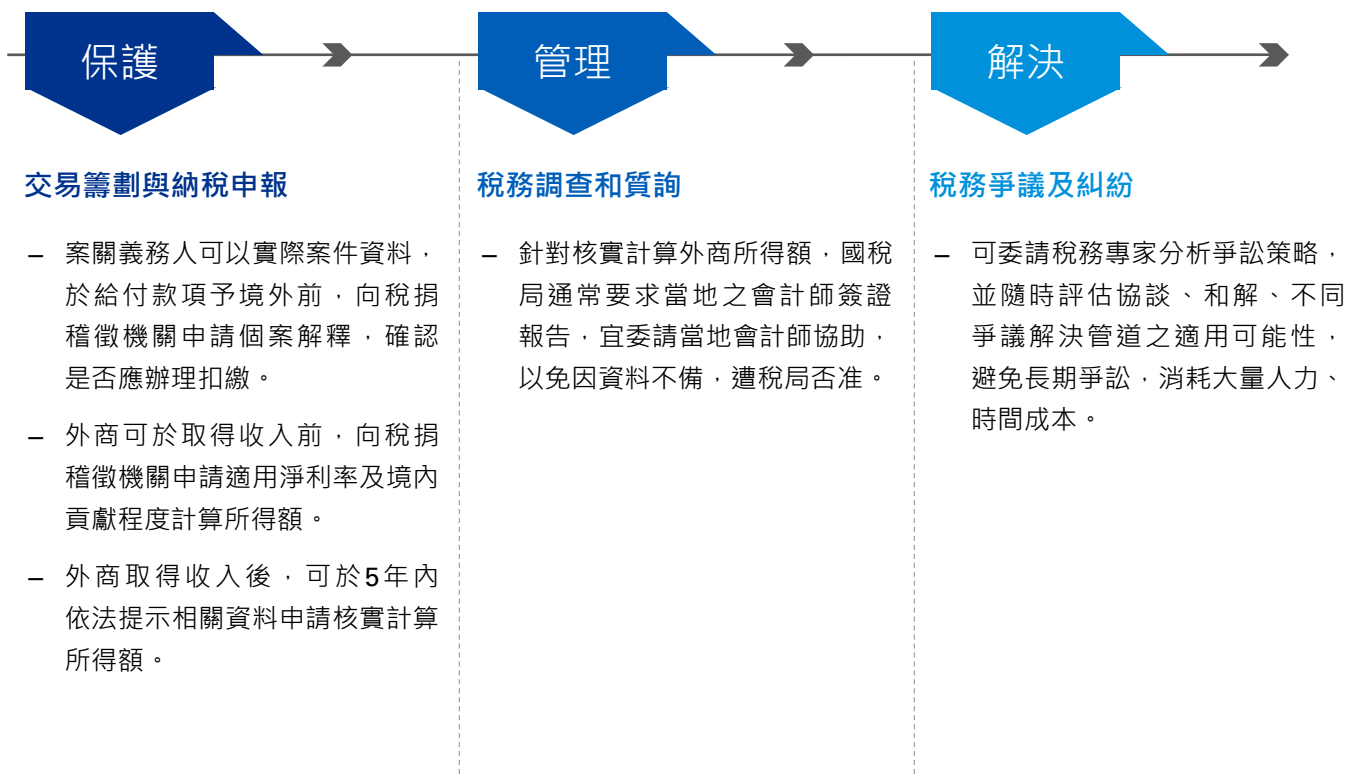 保護
管理
解決
交易籌劃與納稅申報
– 案關義務人可以實際案件資料，
於給付款項予境外前，向稅捐
稽徵機關申請個案解釋，確認
是否應辦理扣繳。
– 外商可於取得收入前，向稅捐
稽徵機關申請適用淨利率及境內
貢獻程度計算所得額。
– 外商取得收入後，可於5年內
依法提示相關資料申請核實計算
所得額。
稅務調查和質詢
– 針對核實計算外商所得額，國稅
局通常要求當地之會計師簽證
報告，宜委請當地會計師協助，
以免因資料不備，遭稅局否准。
稅務爭議及糾紛
– 可委請稅務專家分析爭訟策略，
並隨時評估協談、和解、不同
爭議解決管道之適用可能性，
避免長期爭訟，消耗大量人力、
時間成本。